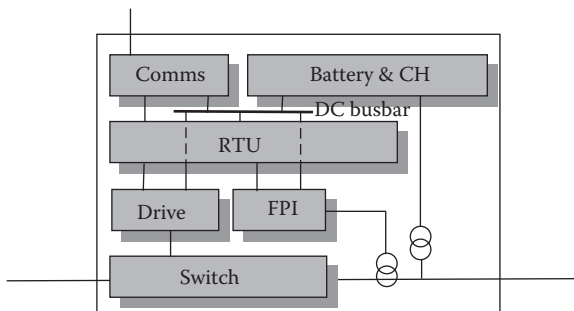 Comms
Battery & CH
DC busbar
RTU
Drive
FPI
Switch